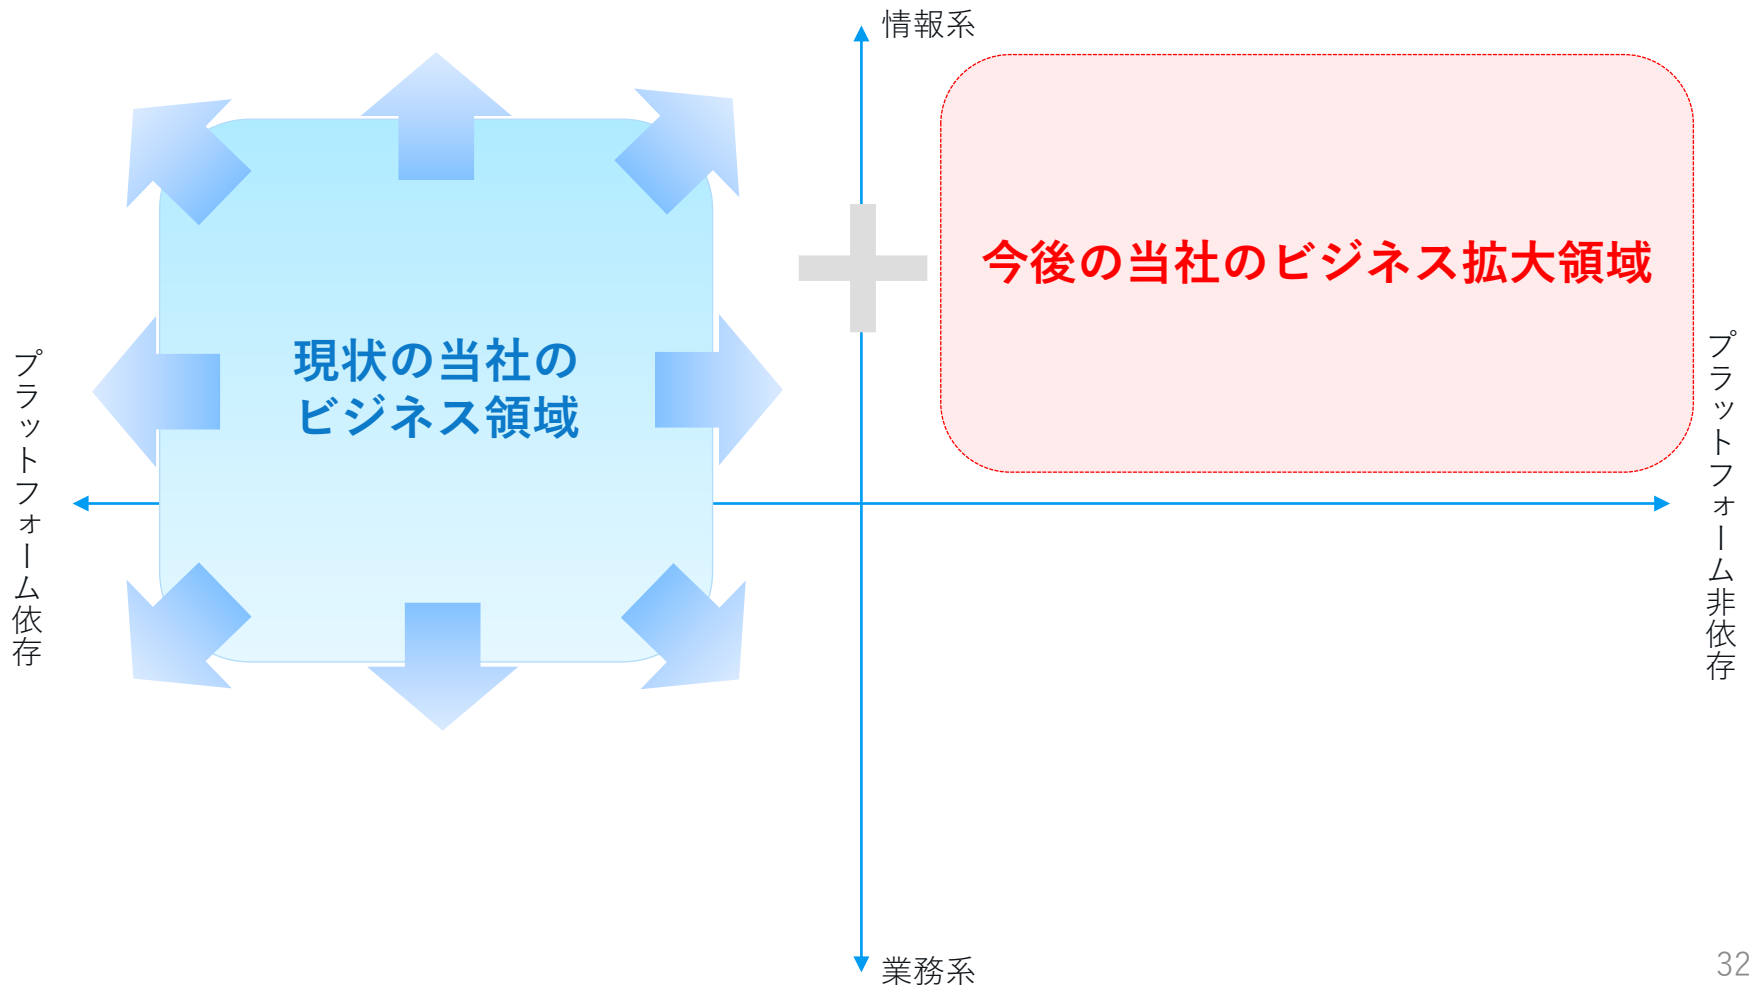 情報系
今後の当社のビジネス拡大領域
現状の当社の
ビジネス領域
プラットフォーム依存
プラットフォーム非依存
業務系
32